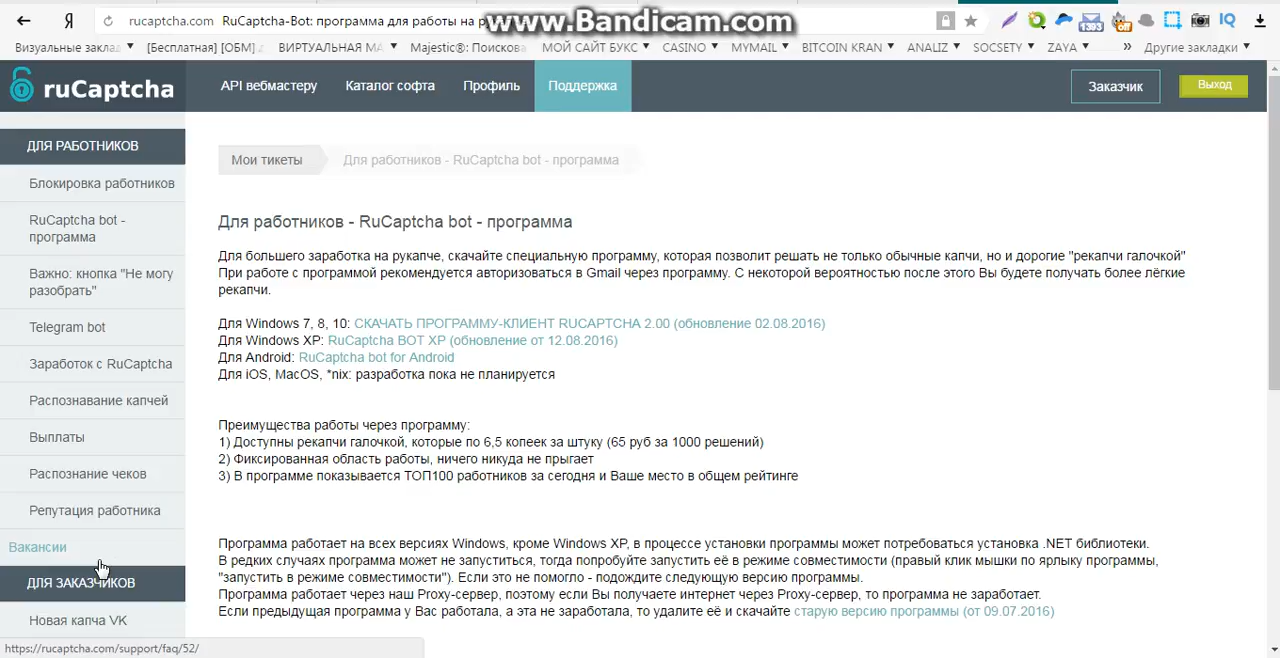 Я rucaptcha.com RuCaptcha-Bot: программа для работы на
www.Bandicam.com
Визуальные заклад [Бесплатная] [ОБМ] ВИРТУАЛЬНАЯ МА Majestic®: Поискова МОЙ САЙТ БУКС CASINO MYMAIL BITCOIN KRAN ANALIZ SOCSETY ZAYA » Другие закладки
ruCaptcha API вебмастеру Каталог софта Профиль Поддержка Заказчик Выход
ДЛЯ РАБОТНИКОВ
Блокировка работников
RuCaptcha bot -
программа
Важно: кнопка "Не могу
разобрать"
Telegram bot
Заработок с RuCaptcha
Распознавание капчей
Выплаты
Распознание чеков
Репутация работника
Вакансии
ДЛЯ ЗАКАЗЧИКОВ
Новая капча VK
Мои тикеты Для работников - RuCaptcha bot - программа
Для работников - RuCaptcha bot - программа
Для большего заработка на рукапче, скачайте специальную программу, которая позволит решать не только обычные капчи, но и дорогие "рекапчи галочкой"
При работе с программой рекомендуется авторизоваться в Gmail через программу. С некоторой вероятностью после этого Вы будете получать более лёгкие
рекапчи.
Для Windows 7, 8, 10: СКАЧАТЬ ПРОГРАММУ-КЛИЕНТ RUCAPTCHA 2.00 (обновление 02.08.2016)
Для Windows XP: RuCaptcha BOT XP (обновление от 12.08.2016)
Для Android: RuCaptcha bot for Android
Для iOS, MacOS, *nix: разработка пока не планируется
Преимущества работы через программу:
1) Доступны рекапчи галочкой, которые по 6,5 копеек за штуку (65 руб за 1000 решений)
2) Фиксированная область работы, ничего никуда не прыгает
3) В программе показывается ТОП100 работников за сегодня и Ваше место в общем рейтинге
Программа работает на всех версиях Windows, кроме Windows XP, в процессе установки программы может потребоваться установка .NET библиотеки.
В редких случаях программа может не запуститься, тогда попробуйте запустить её в режиме совместимости (правый клик мышки по ярлыку программы,
"запустить в режиме совместимости"). Если это не помогло - подождите следующую версию программы.
Программа работает через наш Proxy-сервер, поэтому если Вы получаете интернет через Proxy-сервер, то программа не заработает.
Если предыдущая программа у Вас работала, а эта не заработала, то удалите её и скачайте старую версию программы (от 09.07.2016)
https://rucaptcha.com/support/faq/52/